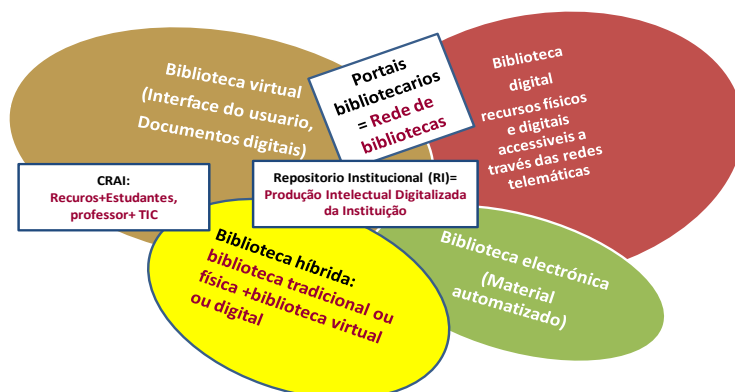 Biblioteca virtual
(Interface do usuario,
Documentos digitais)
Portais
bibliotecarios
= Rede de
bibliotecas
Biblioteca
digital
recursos físicos
e digitais
accessiveis a
través das redes
telemáticas
CRAI:
Recuros+Estudantes,
professor+ TIC
Repositorio Institucional (RI)=
Produção Intelectual Digitalizada
da Instituição
Biblioteca híbrida:
biblioteca tradicional ou
física +biblioteca virtual
ou digital
Biblioteca electrónica
(Material
automatizado)